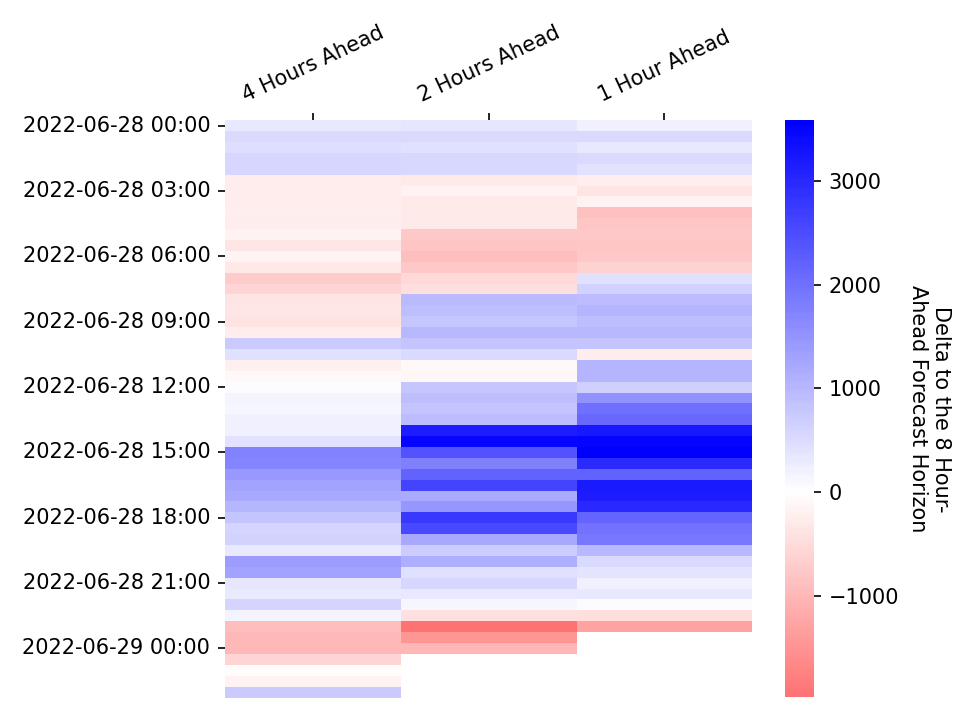 4 Hours Ahead
2 Hours Ahead
1 Hour Ahead
2022-06-28 00:00
2022-06-28 03:00
2022-06-28 06:00
2022-06-28 09:00
2022-06-28 12:00
2022-06-28 15:00
2022-06-28 18:00
2022-06-28 21:00
2022-06-29 00:00
3000
2000
1000
0
−1000
Delta to the 8 Hour-
Ahead Forecast Horizon